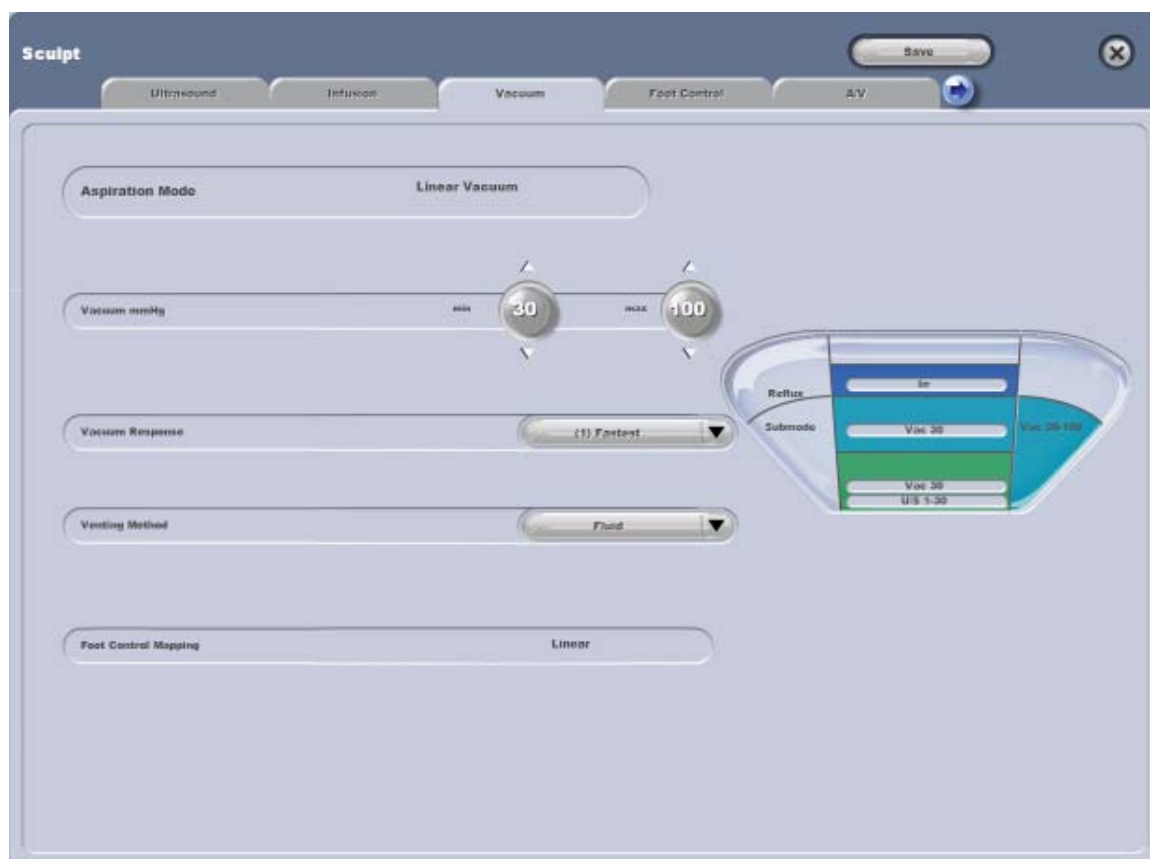 Sculpt
Save
Ultrasound Infusion Vacuum Foot Control A/V
Aspiration Mode Linear Vacuum
Vacuum mmHg min 30 max 100
Vacuum Response (1) Fastest
Venting Method Fluid
Foot Control Mapping Linear
Reflux
Irr
Submode
Vac 30
Vac 30-100
Vac 30
U/S 1-30